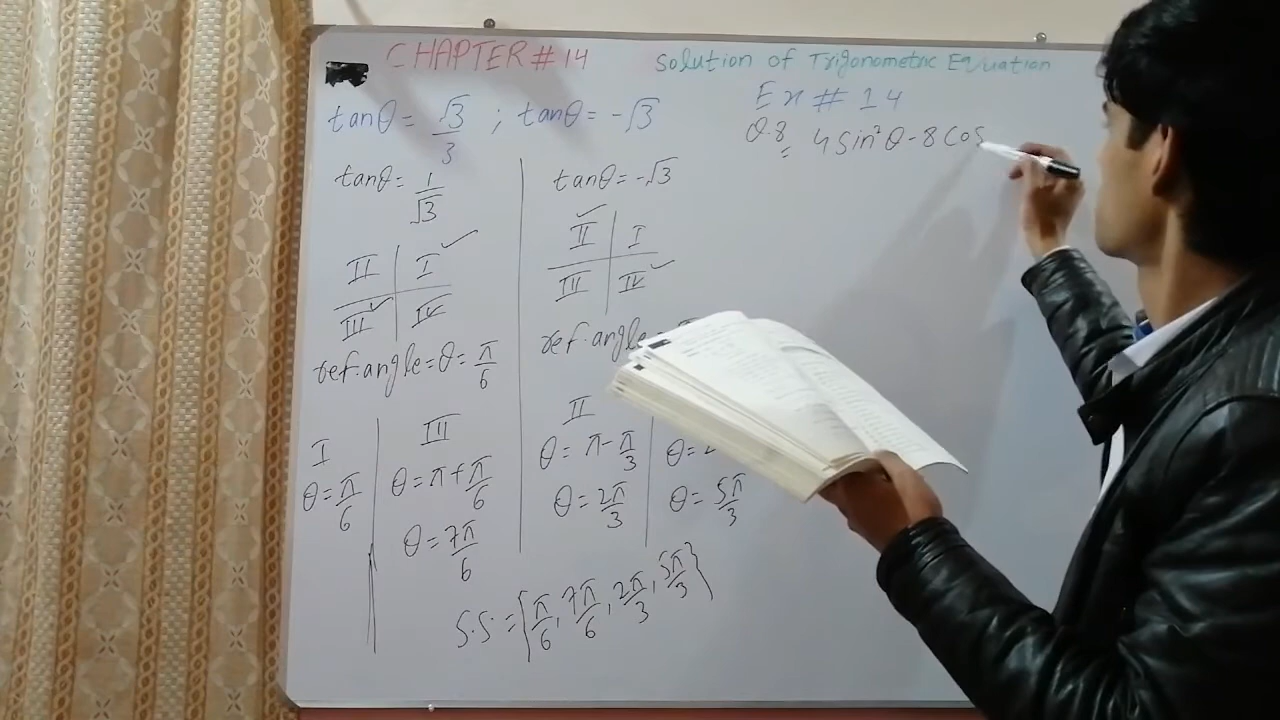 CHAPTER # 14
Solution of Trigonometric Equation
tanθ = √3/3 ; tanθ = -√3
tanθ = 1/√3
II I
III IV
ref.angle = θ = π/6
I
θ = π/6
III
θ = π + π/6
θ = 7π/6
tanθ = -√3
II I
III IV
ref.angle
II
θ = π - π/3
θ = 2π/3
θ =
θ = 5π/3
S.S = {π/6, 7π/6, 2π/3, 5π/3}
Ex # 14
Q.8 4sin²θ - 8cos